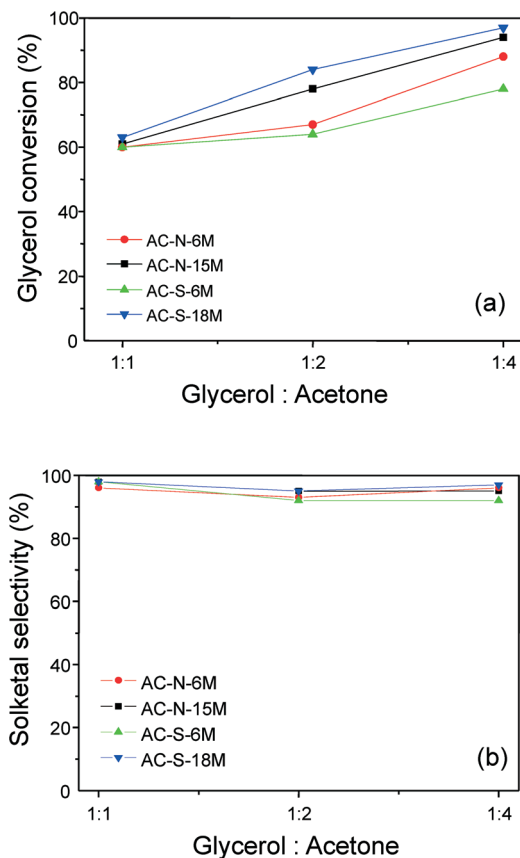 Glycerol conversion (%)
100
80
60
40
20
0
AC-N-6M
AC-N-15M
AC-S-6M
AC-S-18M
(a)
1:1 1:2 1:4
Glycerol : Acetone
Solketal selectivity (%)
100
80
60
40
20
0
AC-N-6M
AC-N-15M
AC-S-6M
AC-S-18M
(b)
1:1 1:2 1:4
Glycerol : Acetone